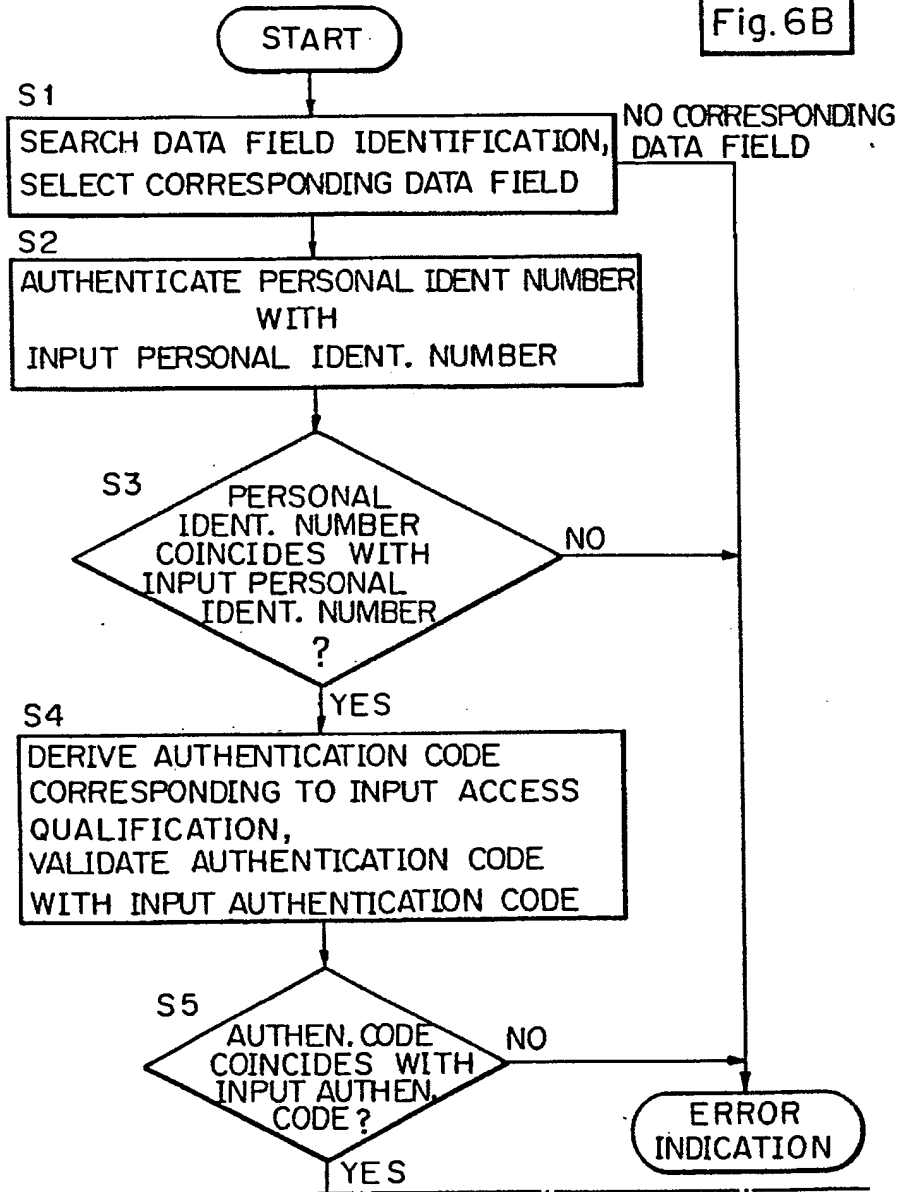 Fig. 6B
START
S1
SEARCH DATA FIELD IDENTIFICATION,
SELECT CORRESPONDING DATA FIELD
NO CORRESPONDING
DATA FIELD
S2
AUTHENTICATE PERSONAL IDENT NUMBER
WITH
INPUT PERSONAL IDENT. NUMBER
S3
PERSONAL
IDENT. NUMBER
COINCIDES WITH
INPUT PERSONAL
IDENT. NUMBER
?
NO
YES
S4
DERIVE AUTHENTICATION CODE
CORRESPONDING TO INPUT ACCESS
QUALIFICATION,
VALIDATE AUTHENTICATION CODE
WITH INPUT AUTHENTICATION CODE
S5
AUTHEN. CODE
COINCIDES WITH
INPUT AUTHEN.
CODE?
NO
YES
ERROR
INDICATION